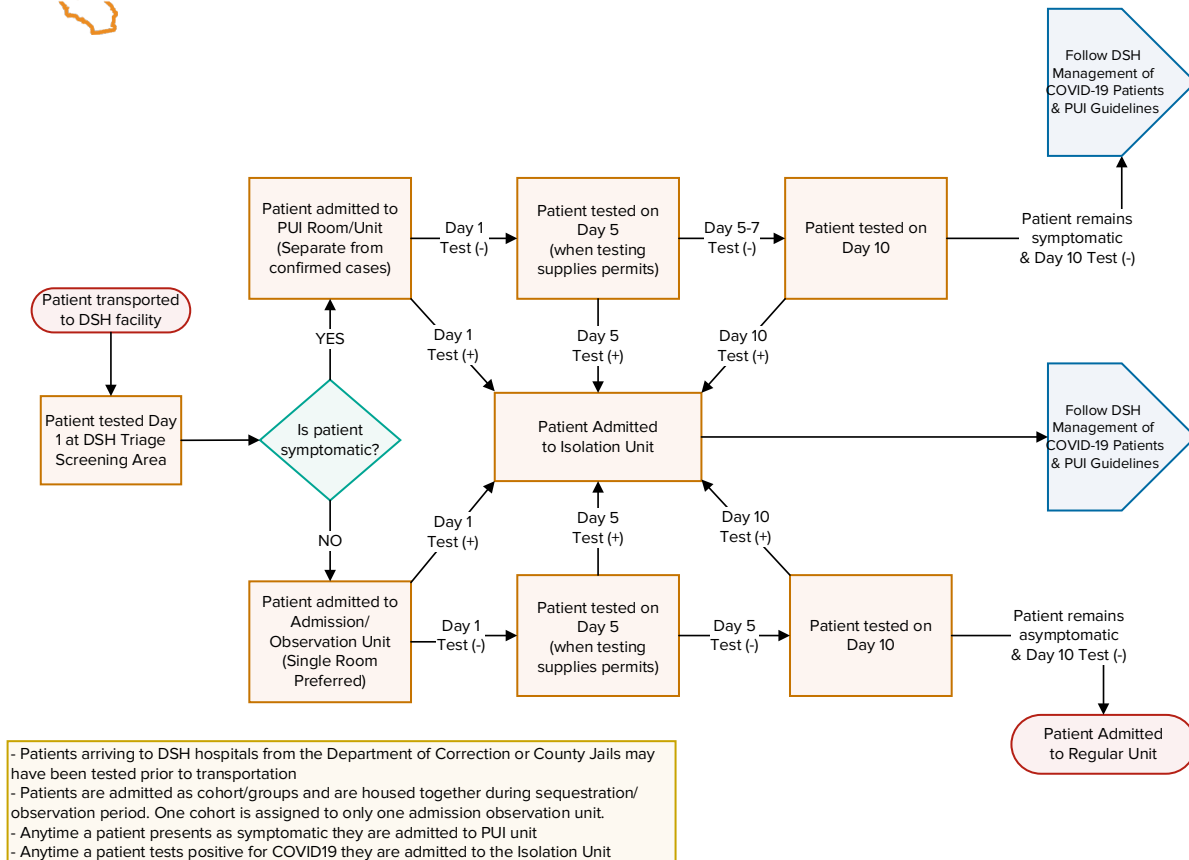 Follow DSH
Management of
COVID-19 Patients
& PUI Guidelines
Patient admitted to
PUI Room/Unit
(Separate from
confirmed cases)
Day 1
Test (-)
Patient tested on
Day 5
(when testing
supplies permits)
Day 5-7
Test (-)
Patient tested on
Day 10
Patient remains
symptomatic
& Day 10 Test (-)
Patient transported
to DSH facility
YES
Day 1
Test (+)
Day 5
Test (+)
Day 10
Test (+)
Patient tested Day
1 at DSH Triage
Screening Area
Is patient
symptomatic?
Patient Admitted
to Isolation Unit
Follow DSH
Management of
COVID-19 Patients
& PUI Guidelines
NO
Day 1
Test (+)
Day 5
Test (+)
Day 10
Test (+)
Patient admitted to
Admission/
Observation Unit
(Single Room
Preferred)
Day 1
Test (-)
Patient tested on
Day 5
(when testing
supplies permits)
Day 5
Test (-)
Patient tested on
Day 10
Patient remains
asymptomatic
& Day 10 Test (-)
Patient Admitted
to Regular Unit
- Patients arriving to DSH hospitals from the Department of Correction or County Jails may
have been tested prior to transportation
- Patients are admitted as cohort/groups and are housed together during sequestration/
observation period. One cohort is assigned to only one admission observation unit.
- Anytime a patient presents as symptomatic they are admitted to PUI unit
- Anytime a patient tests positive for COVID19 they are admitted to the Isolation Unit